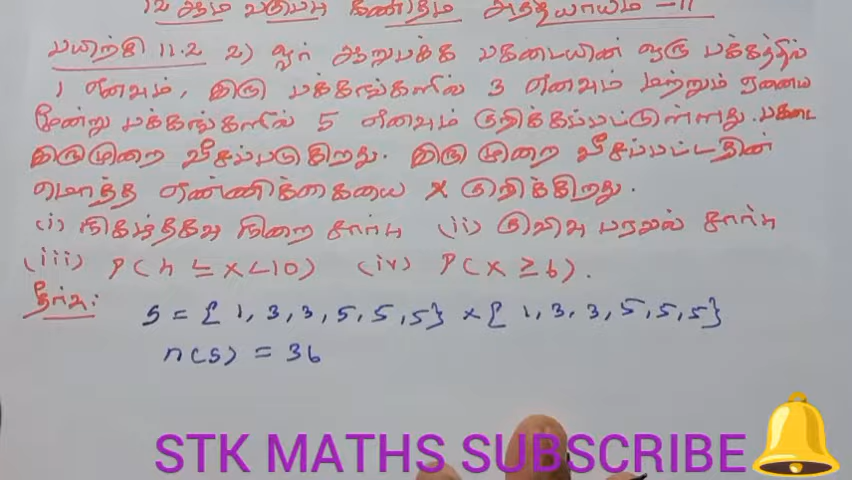 12 ஆம் வகுப்பு கணிதம் அத்தியாயம் - 11
பயிற்சி 11.2 2) ஓர் ஆறுபக்க பகடையின் ஒரு பக்கத்தில்
1 எனவும், இரு பக்கங்களில் 3 எனவும் மற்றும் ஏனைய
மூன்று பக்கங்களில் 5 எனவும் குறிக்கப்பட்டுள்ளது. பகடை
இருமுறை வீசப்படுகிறது. இருமுறை வீசப்பட்டதின்
மொத்த எண்ணிக்கையை x குறிக்கிறது.
(i) நிகழ்தகவு நிறை சார்பு (ii) குவிவு பரவல் சார்பு
(iii) P(4 ≤ x < 10) (iv) P(X ≥ 6).
தீர்வு:
S = { 1, 3, 3, 5, 5, 5} × { 1, 3, 3, 5, 5, 5}
n(S) = 36
STK MATHS SUBSCRIBE